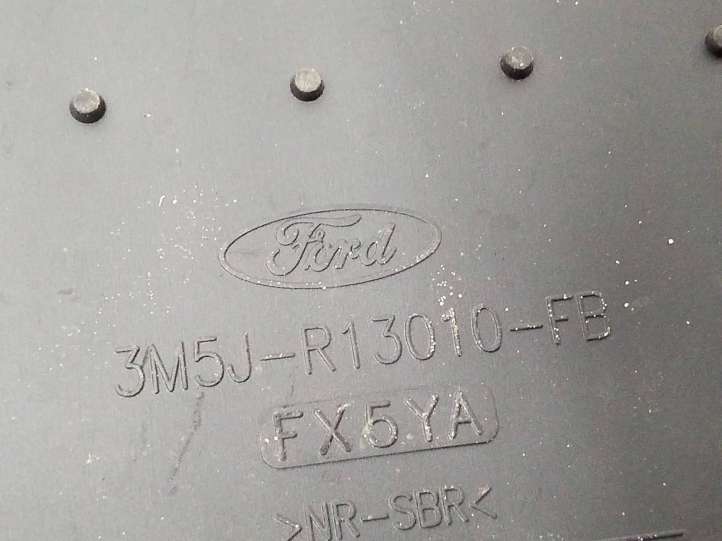 Ford
3M5J-R13010-FB
FX5YA
>NR-SBR<